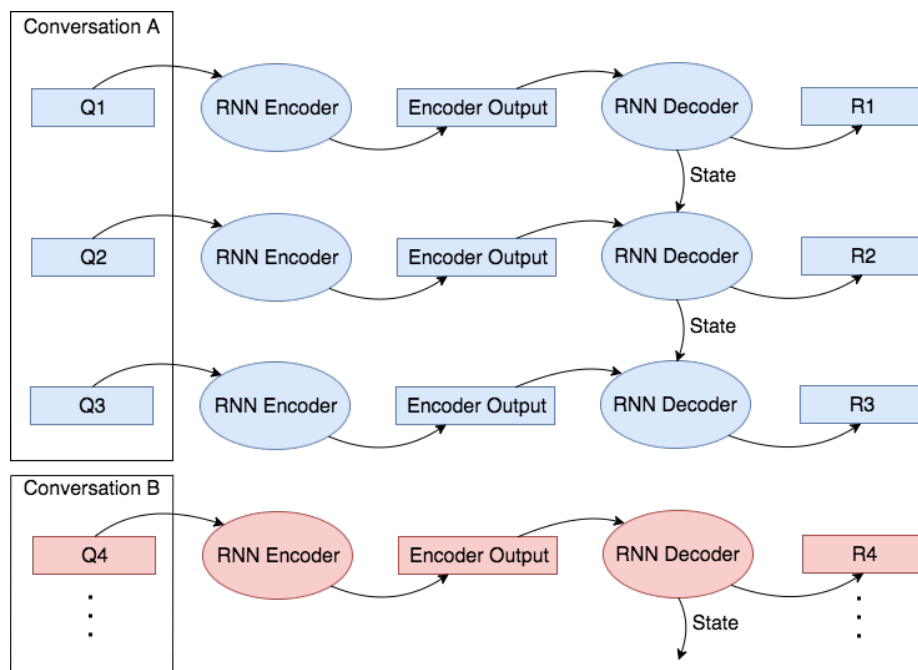 Conversation A
Q1
RNN Encoder
Encoder Output
RNN Decoder
R1
State
Q2
RNN Encoder
Encoder Output
RNN Decoder
R2
State
Q3
RNN Encoder
Encoder Output
RNN Decoder
R3
Conversation B
Q4
RNN Encoder
Encoder Output
RNN Decoder
R4
State